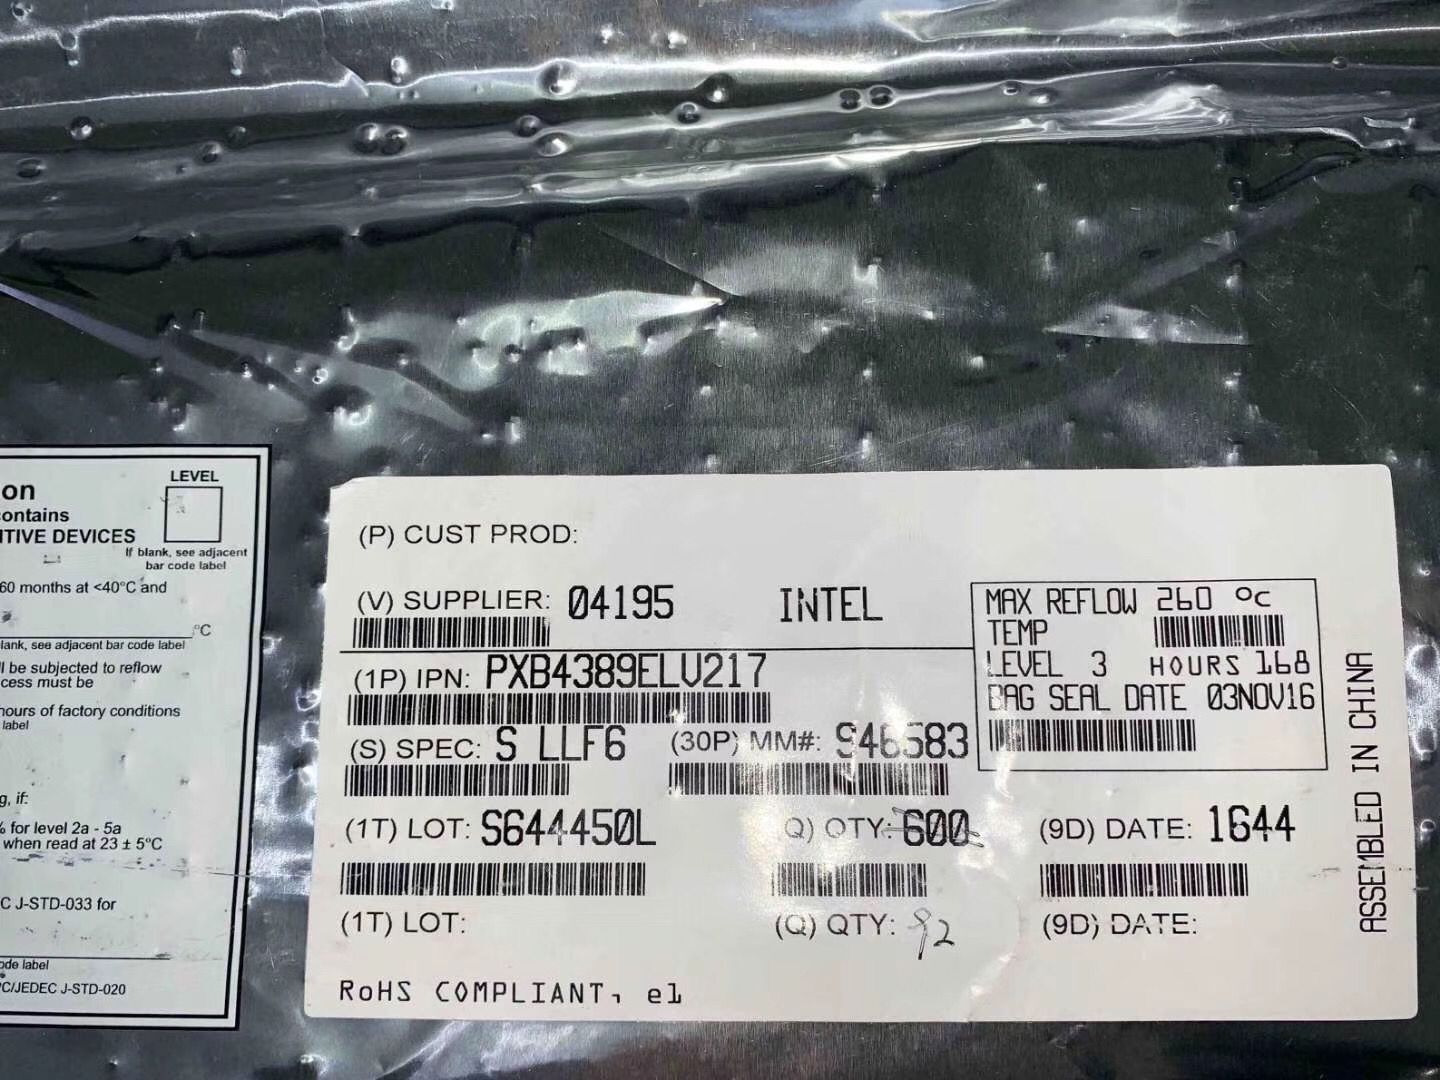 LEVEL
on
contains
ITIVE DEVICES
If blank, see adjacent
bar code label
60 months at <40°C and
°C
lank, see adjacent bar code label
ll be subjected to reflow
cess must be
hours of factory conditions
label
g, if:
% for level 2a - 5a
when read at 23 ± 5°C
C J-STD-033 for
ode label
PC/JEDEC J-STD-020
(P) CUST PROD:
(V) SUPPLIER: 04195 INTEL
MAX REFLOW 260 °C
TEMP
LEVEL 3 HOURS 168
BAG SEAL DATE 03NOV16
(1P) IPN: PXB4389ELV217
(S) SPEC: S LLF6 (30P) MM#: 946583
(1T) LOT: S644450L Q) QTY: 600 (9D) DATE: 1644
(1T) LOT: (Q) QTY: 92 (9D) DATE:
RoHS COMPLIANT, e1
ASSEMBLED IN CHINA